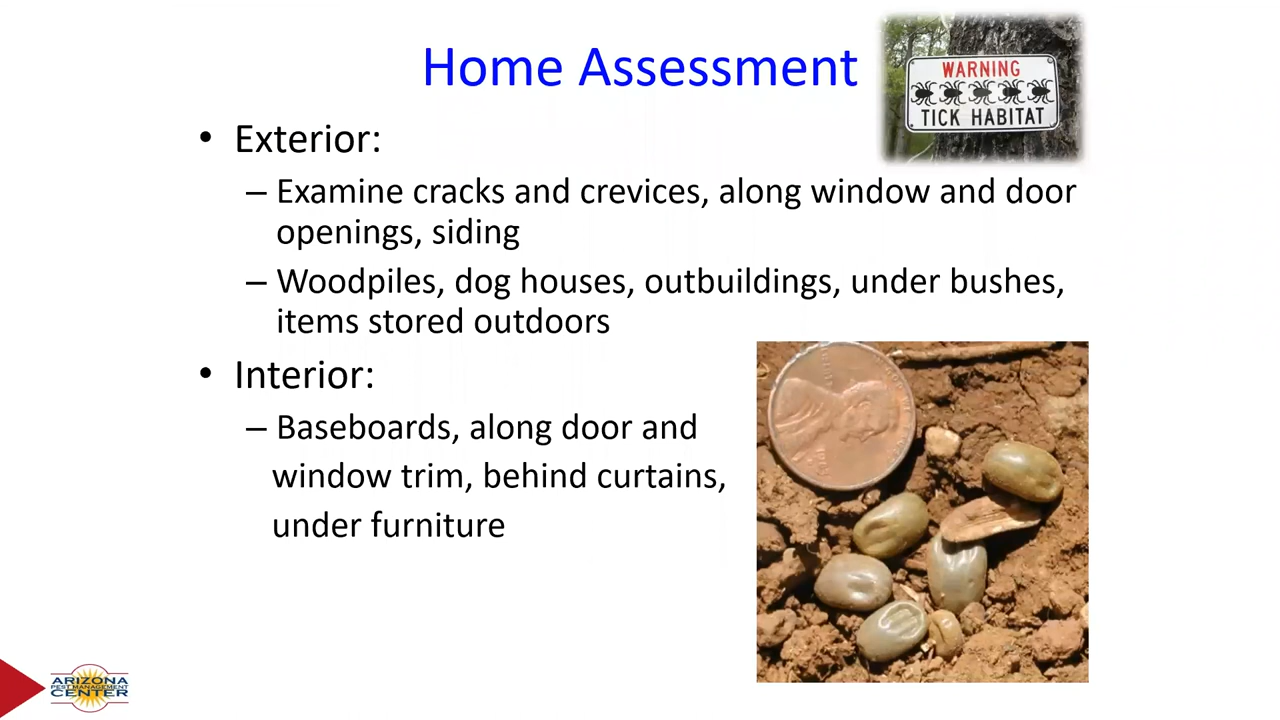 Home Assessment
WARNING
TICK HABITAT
• Exterior:
– Examine cracks and crevices, along window and door
openings, siding
– Woodpiles, dog houses, outbuildings, under bushes,
items stored outdoors
• Interior:
– Baseboards, along door and
window trim, behind curtains,
under furniture
ARIZONA
PEST MANAGEMENT
CENTER